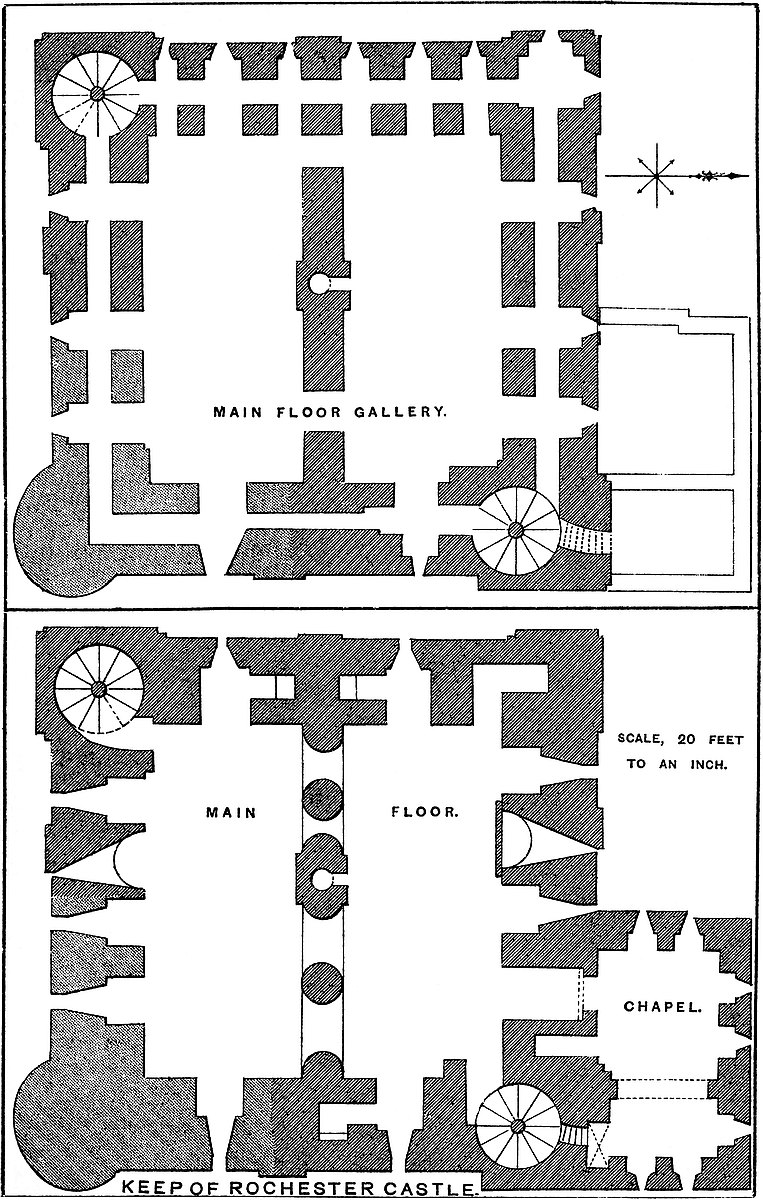 MAIN FLOOR GALLERY.
SCALE, 20 FEET
TO AN INCH.
MAIN FLOOR.
CHAPEL.
KEEP OF ROCHESTER CASTLE.